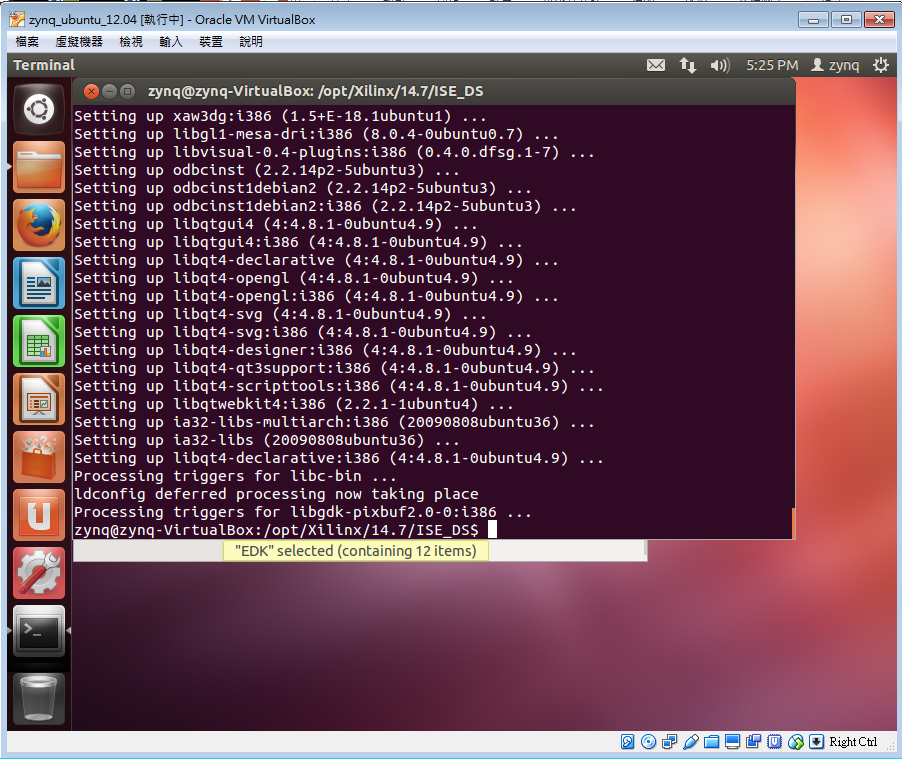 zynq_ubuntu_12.04 [執行中] - Oracle VM VirtualBox
檔案 虛擬機器 檢視 輸入 裝置 說明
Terminal 5:25 PM zynq
zynq@zynq-VirtualBox: /opt/Xilinx/14.7/ISE_DS
Setting up xaw3dg:i386 (1.5+E-18.1ubuntu1) ...
Setting up libgl1-mesa-dri:i386 (8.0.4-0ubuntu0.7) ...
Setting up libvisual-0.4-plugins:i386 (0.4.0.dfsg.1-7) ...
Setting up odbcinst (2.2.14p2-5ubuntu3) ...
Setting up odbcinst1debian2 (2.2.14p2-5ubuntu3) ...
Setting up odbcinst1debian2:i386 (2.2.14p2-5ubuntu3) ...
Setting up libqtgui4 (4:4.8.1-0ubuntu4.9) ...
Setting up libqtgui4:i386 (4:4.8.1-0ubuntu4.9) ...
Setting up libqt4-declarative (4:4.8.1-0ubuntu4.9) ...
Setting up libqt4-opengl (4:4.8.1-0ubuntu4.9) ...
Setting up libqt4-opengl:i386 (4:4.8.1-0ubuntu4.9) ...
Setting up libqt4-svg (4:4.8.1-0ubuntu4.9) ...
Setting up libqt4-svg:i386 (4:4.8.1-0ubuntu4.9) ...
Setting up libqt4-designer:i386 (4:4.8.1-0ubuntu4.9) ...
Setting up libqt4-qt3support:i386 (4:4.8.1-0ubuntu4.9) ...
Setting up libqt4-scripttools:i386 (4:4.8.1-0ubuntu4.9) ...
Setting up libqtwebkit4:i386 (2.2.1-1ubuntu4) ...
Setting up ia32-libs-multiarch:i386 (20090808ubuntu36) ...
Setting up ia32-libs (20090808ubuntu36) ...
Setting up libqt4-declarative:i386 (4:4.8.1-0ubuntu4.9) ...
Processing triggers for libc-bin ...
ldconfig deferred processing now taking place
Processing triggers for libgdk-pixbuf2.0-0:i386 ...
zynq@zynq-VirtualBox:/opt/Xilinx/14.7/ISE_DS$
"EDK" selected (containing 12 items)
Right Ctrl